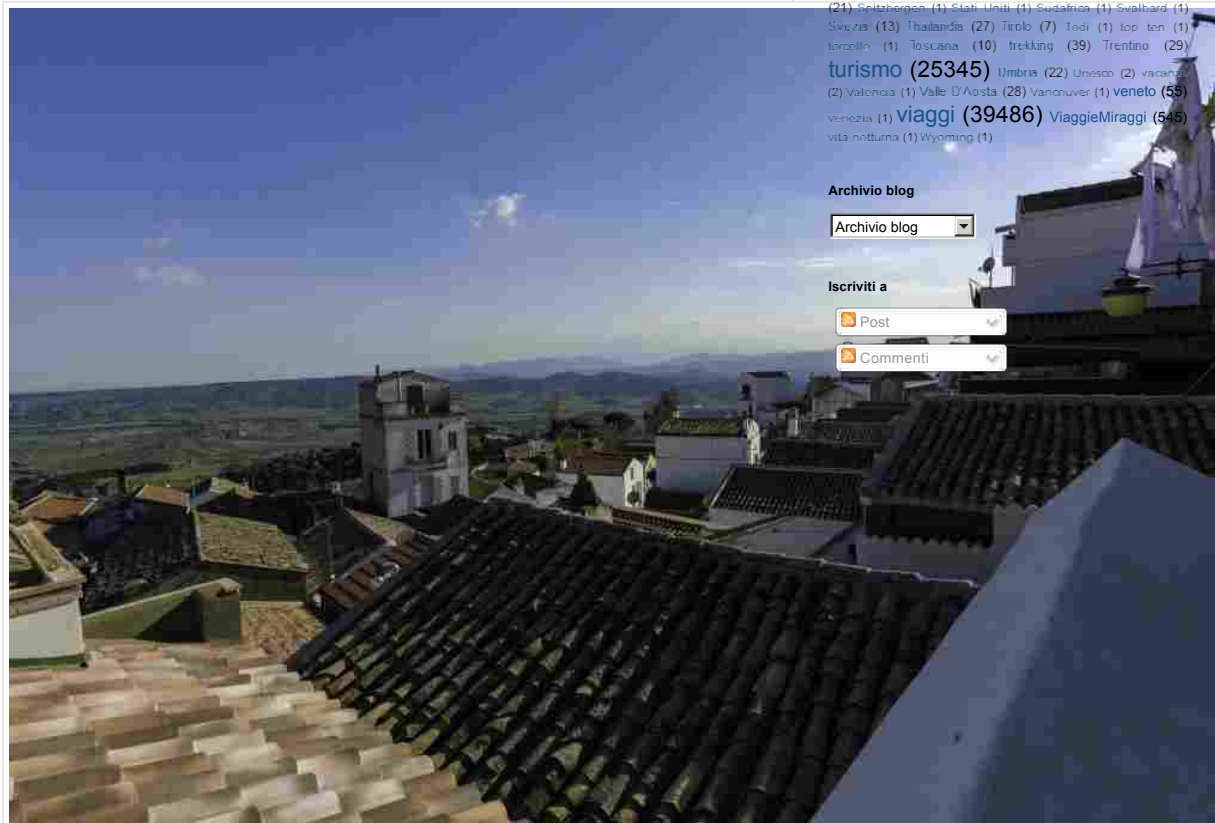 (21) Spitzbergen (1) Stati Uniti (1) Sudafrica (1) Svalbard (1)
Svezia (13) Thailandia (27) Tirolo (7) Todi (1) top ten (1)
torcello (1) Toscana (10) trekking (39) Trentino (29)
turismo (25345) Umbria (22) Unesco (2) vacanze
(2) Valencia (1) Valle D'Aosta (28) Vancouver (1) veneto (55)
venezia (1) viaggi (39486) ViaggieMiraggi (545)
vita notturna (1) Wyoming (1)
Archivio blog
Archivio blog
Iscriviti a
Post
Commenti